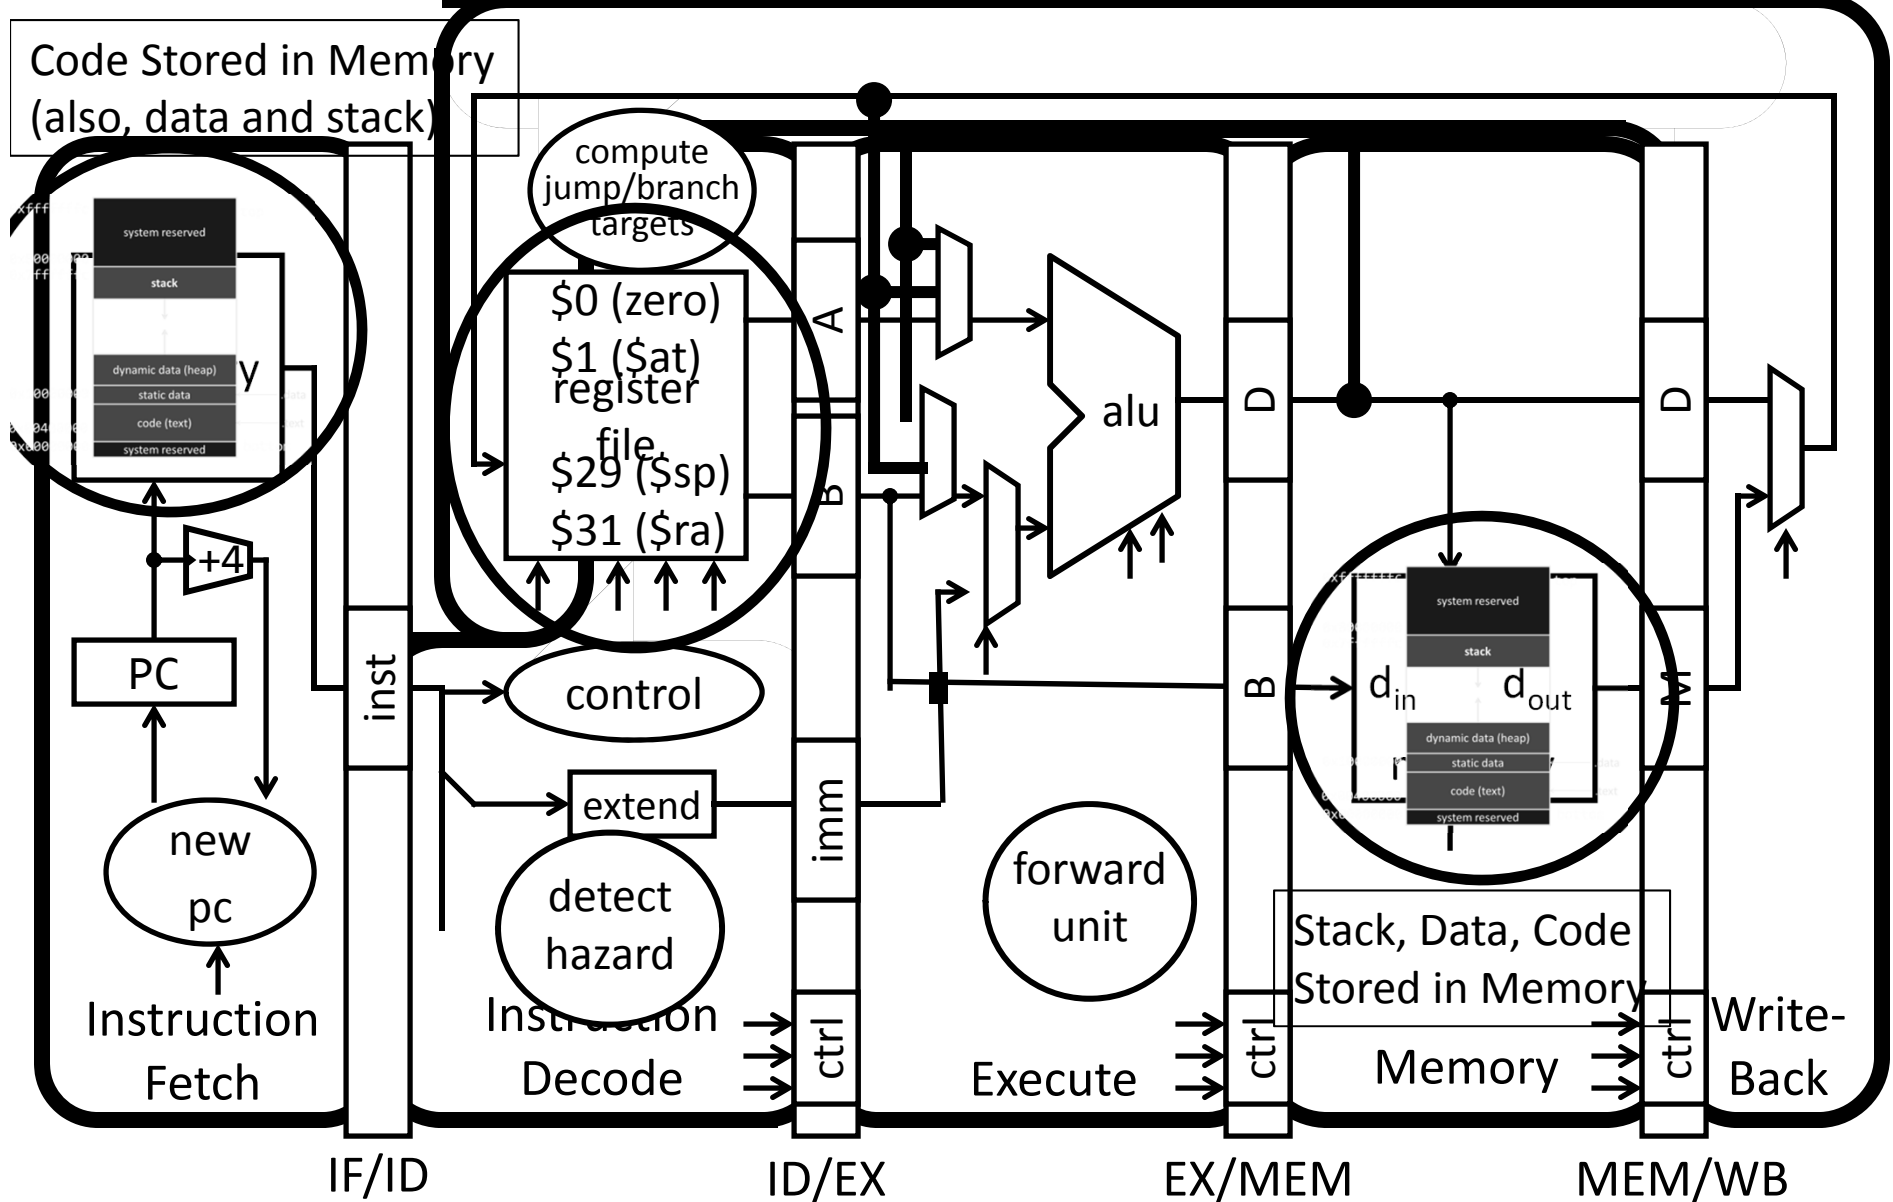 Code Stored in Memory
(also, data and stack)
system reserved
stack
dynamic data (heap)
static data
code (text)
system reserved
y
+4
PC
new
pc
Instruction
Fetch
inst
IF/ID
compute
jump/branch
targets
$0 (zero)
$1 ($at)
register
file
$29 ($sp)
$31 ($ra)
control
extend
detect
hazard
Instruction
Decode
A
B
imm
ctrl
ID/EX
alu
forward
unit
Execute
D
B
ctrl
EX/MEM
system reserved
stack
din
dout
dynamic data (heap)
static data
code (text)
system reserved
Stack, Data, Code
Stored in Memory
Memory
D
M
ctrl
MEM/WB
Write-
Back